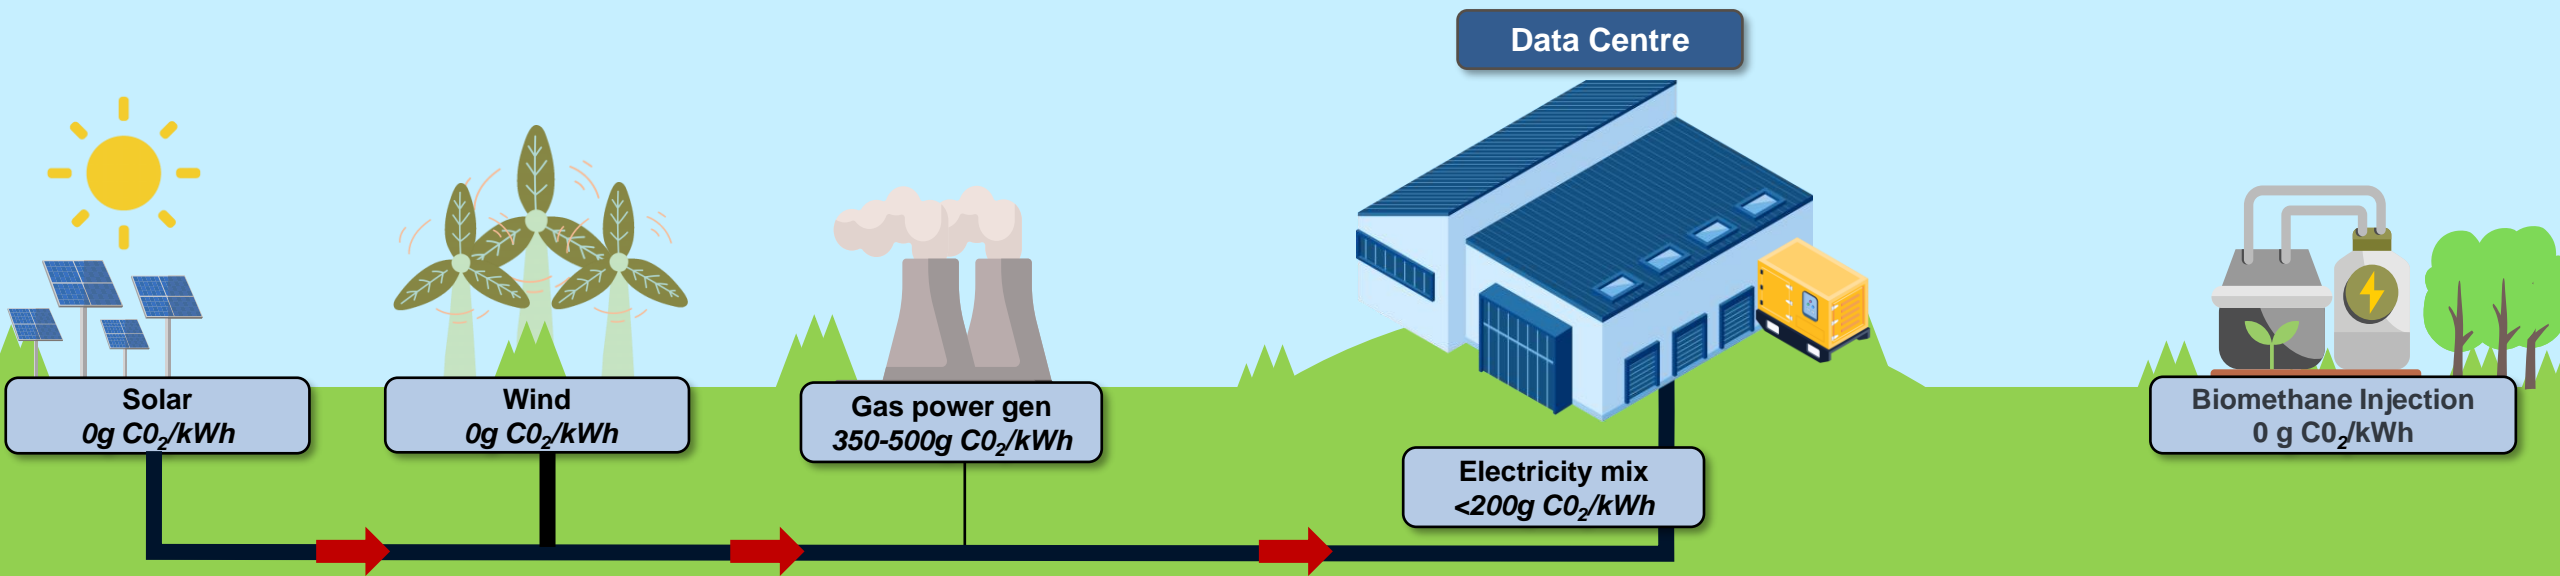 Data Centre
Solar
0g C0₂/kWh
Wind
0g C0₂/kWh
Gas power gen
350-500g C0₂/kWh
Electricity mix
<200g C0₂/kWh
Biomethane Injection
0 g C0₂/kWh